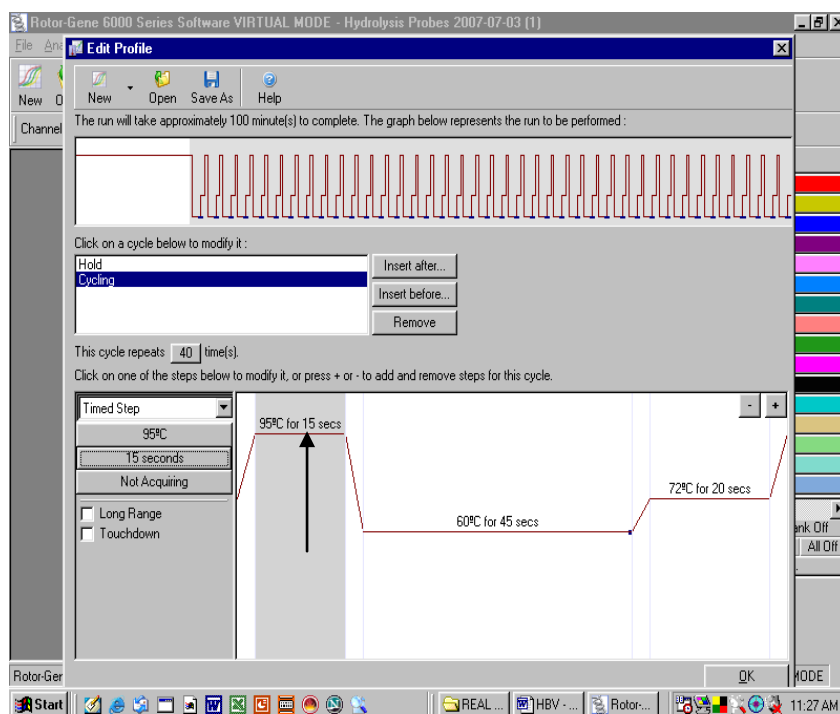 Rotor-Gene 6000 Series Software VIRTUAL MODE - Hydrolysis Probes 2007-07-03 (1)
File Ana
Edit Profile
New
New Open Save As Help
Channel
The run will take approximately 100 minute(s) to complete. The graph below represents the run to be performed :
Click on a cycle below to modify it :
Hold
Cycling
Insert after...
Insert before...
Remove
This cycle repeats 40 time(s).
Click on one of the steps below to modify it, or press + or - to add and remove steps for this cycle.
Timed Step
- +
95ºC
15 seconds
Not Acquiring
Long Range
Touchdown
95ºC for 15 secs
60ºC for 45 secs
72ºC for 20 secs
ank Off
All Off
OK
Rotor-Ger
MODE
Start
REAL ... HBV - ... Rotor-... 11:27 AM